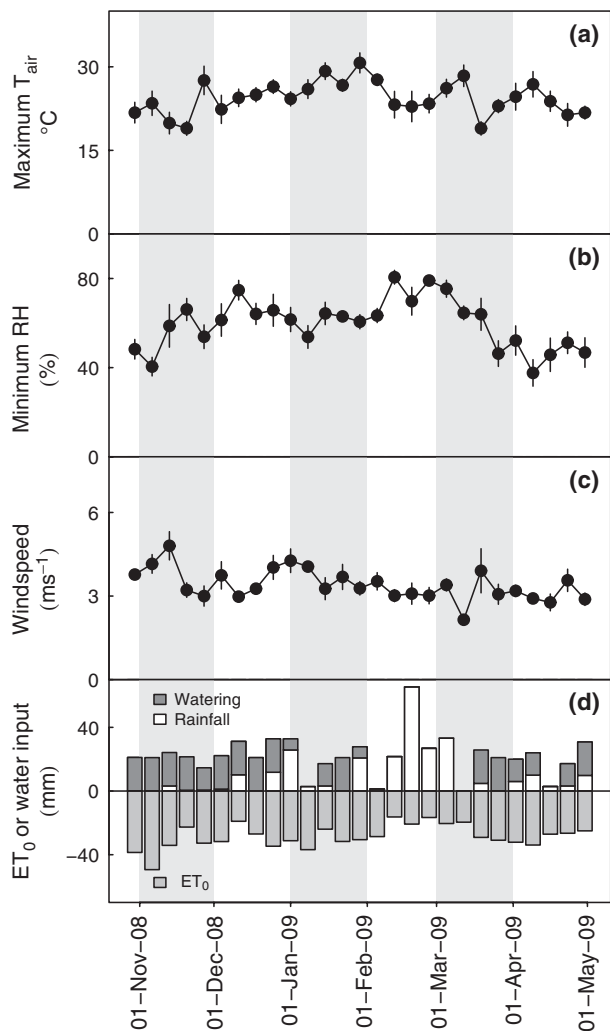 (a)
Maximum T_air
°C
30
15
0
(b)
Minimum RH
(%)
80
40
0
(c)
Windspeed
(ms⁻¹)
6
3
0
(d)
ET₀ or water input
(mm)
40
0
−40
Watering
Rainfall
ET₀
01−Nov−08
01−Dec−08
01−Jan−09
01−Feb−09
01−Mar−09
01−Apr−09
01−May−09